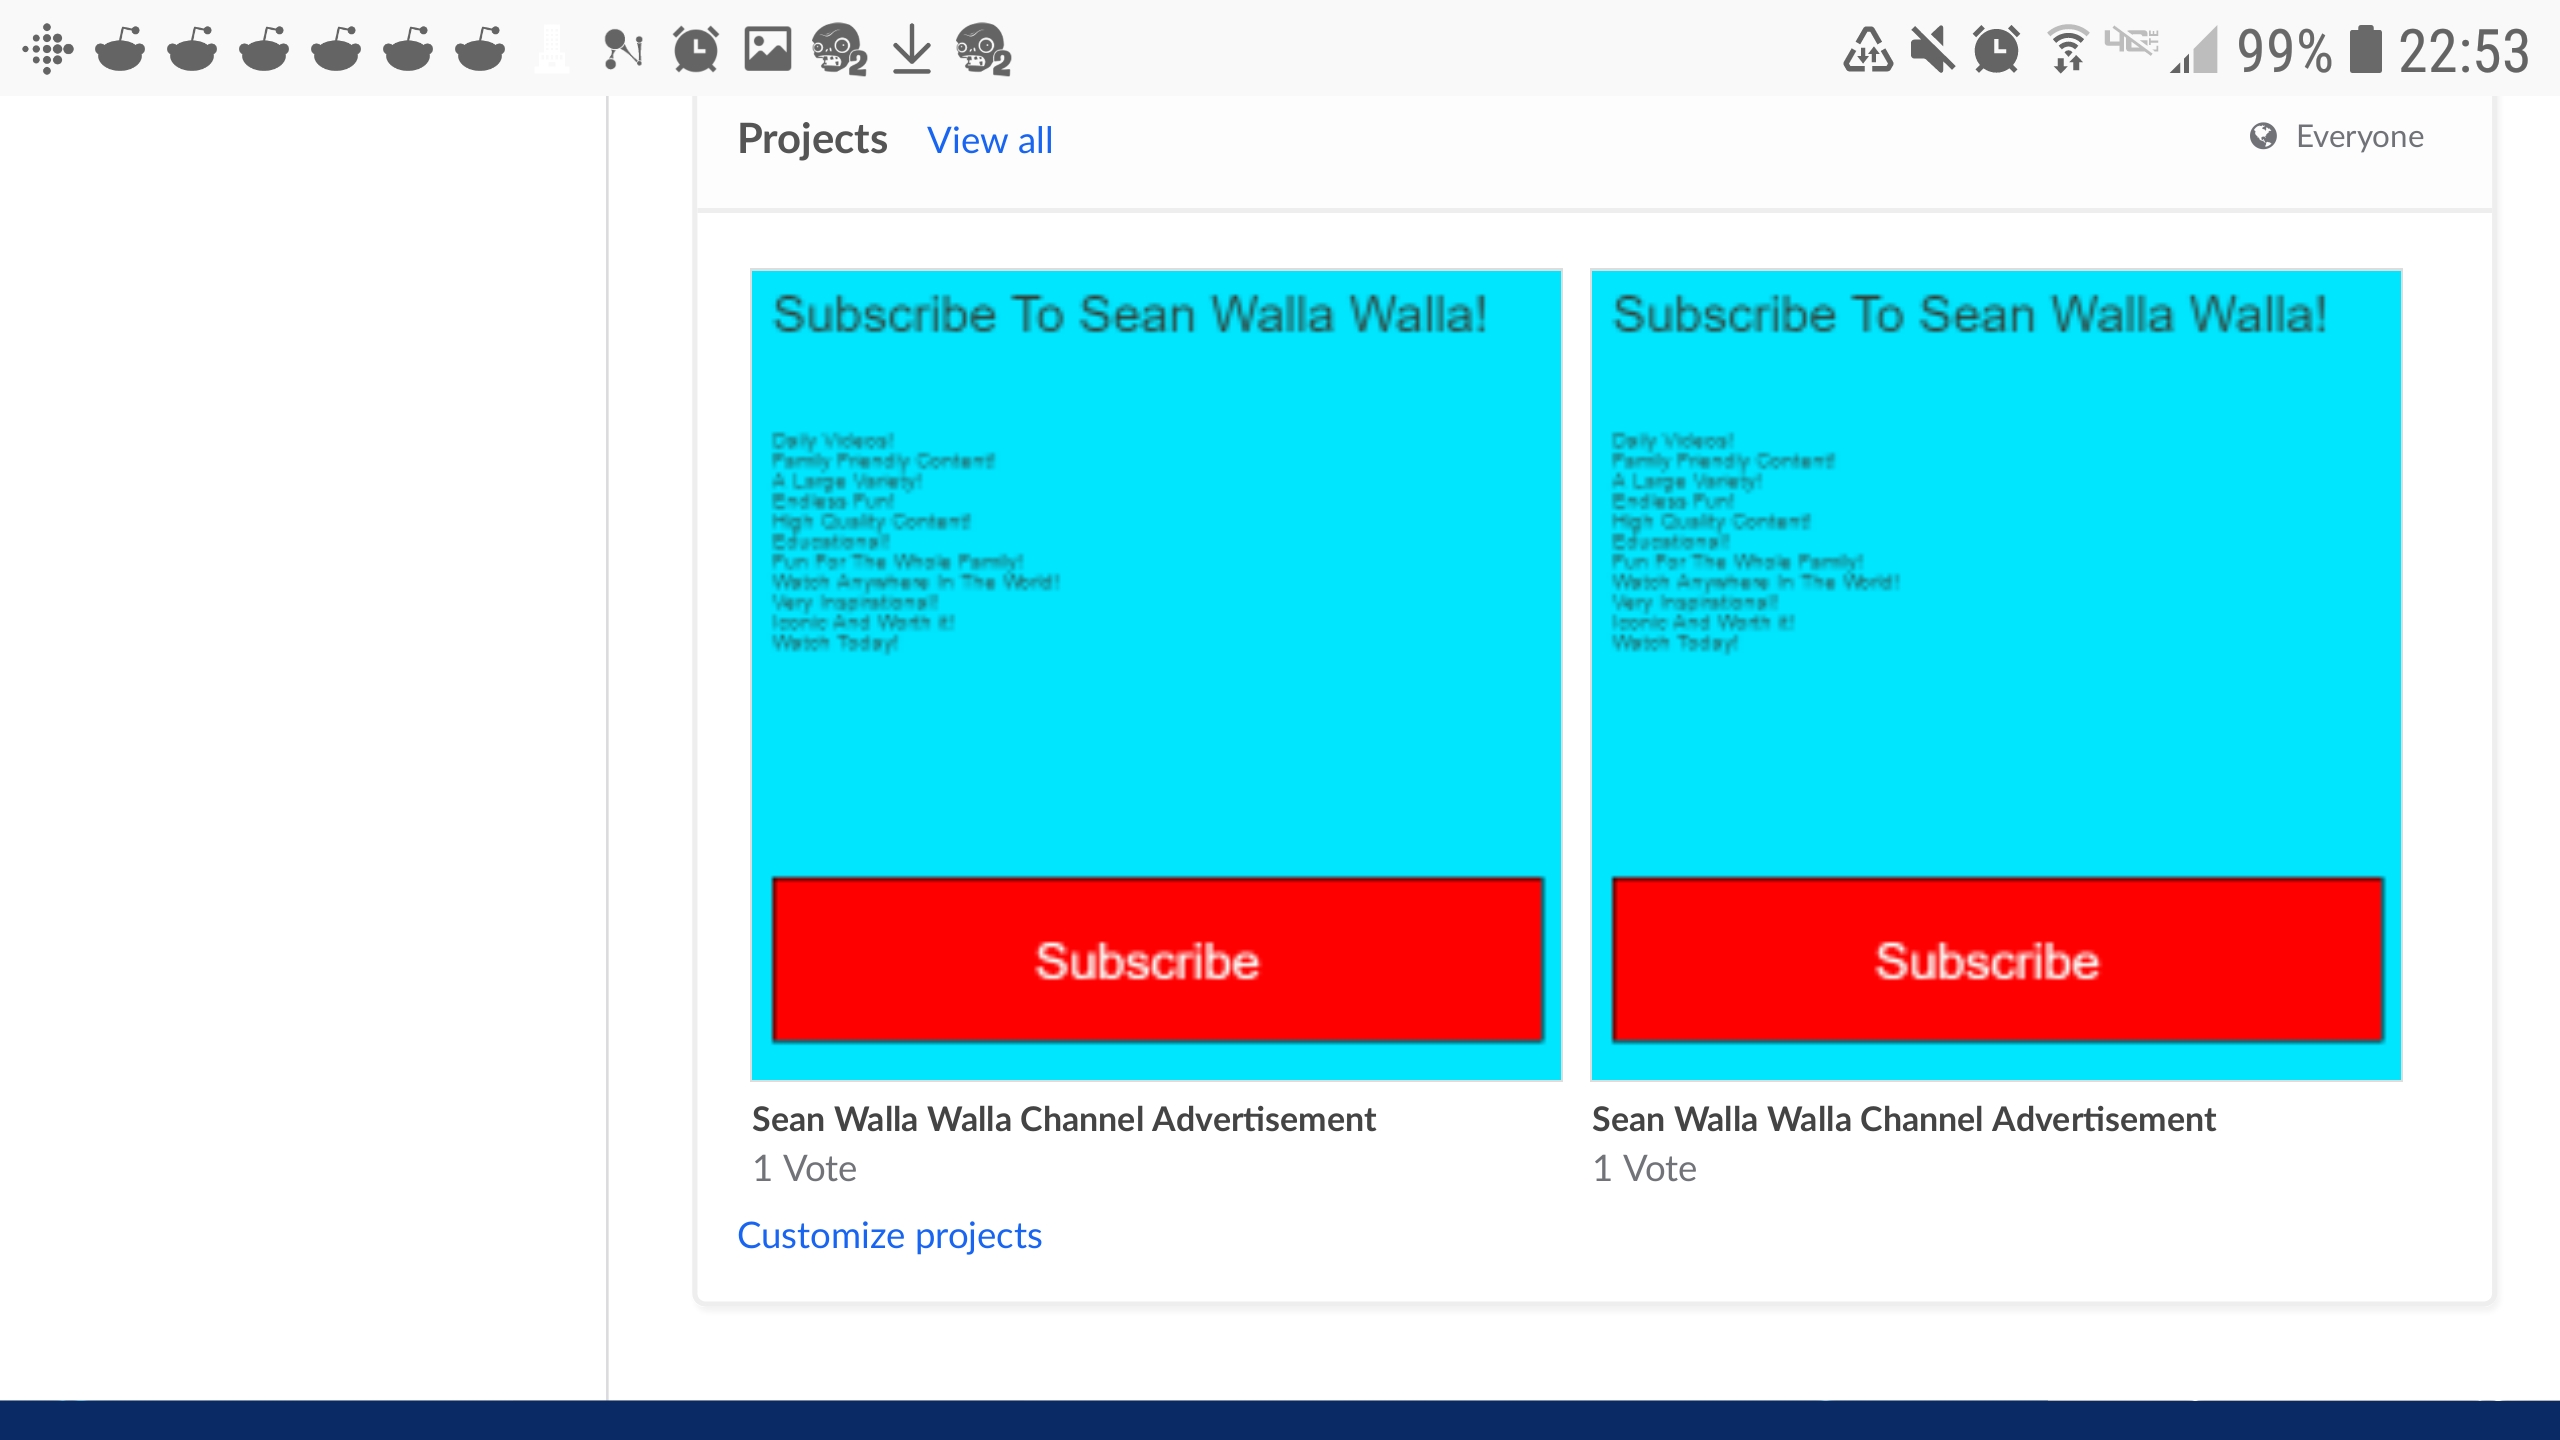 99% 22:53
Projects View all Everyone
Subscribe To Sean Walla Walla!
Daily Videos!
Family Friendly Content!
A Large Variety!
Endless Fun!
High Quality Content!
Educational!
Fun For The Whole Family!
Watch Anywhere In The World!
Very Inspirational!
Iconic And Worth it!
Watch Today!
Subscribe
Sean Walla Walla Channel Advertisement
1 Vote
Subscribe To Sean Walla Walla!
Daily Videos!
Family Friendly Content!
A Large Variety!
Endless Fun!
High Quality Content!
Educational!
Fun For The Whole Family!
Watch Anywhere In The World!
Very Inspirational!
Iconic And Worth it!
Watch Today!
Subscribe
Sean Walla Walla Channel Advertisement
1 Vote
Customize projects